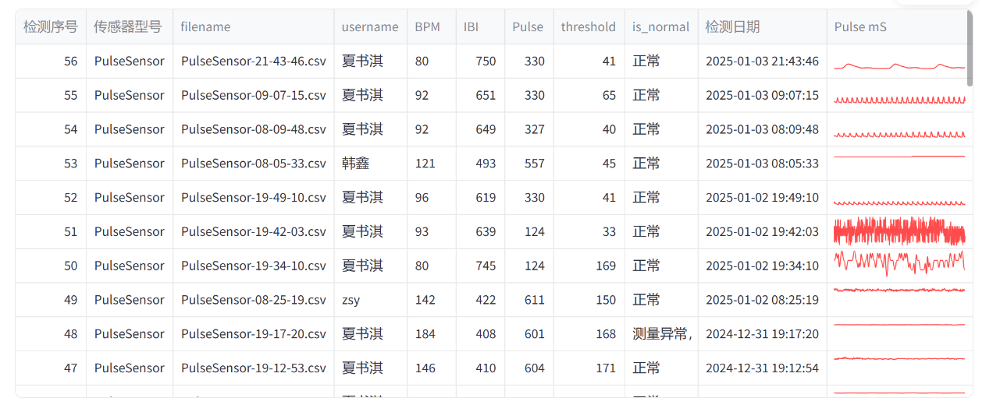 检测序号 传感器型号 filename username BPM IBI Pulse threshold is_normal 检测日期 Pulse mS
56 PulseSensor PulseSensor-21-43-46.csv 夏书淇 80 750 330 41 正常 2025-01-03 21:43:46
55 PulseSensor PulseSensor-09-07-15.csv 夏书淇 92 651 330 65 正常 2025-01-03 09:07:15
54 PulseSensor PulseSensor-08-09-48.csv 夏书淇 92 649 327 40 正常 2025-01-03 08:09:48
53 PulseSensor PulseSensor-08-05-33.csv 韩鑫 121 493 557 45 正常 2025-01-03 08:05:33
52 PulseSensor PulseSensor-19-49-10.csv 夏书淇 96 619 330 41 正常 2025-01-02 19:49:10
51 PulseSensor PulseSensor-19-42-03.csv 夏书淇 93 639 124 33 正常 2025-01-02 19:42:03
50 PulseSensor PulseSensor-19-34-10.csv 夏书淇 80 745 124 169 正常 2025-01-02 19:34:10
49 PulseSensor PulseSensor-08-25-19.csv zsy 142 422 611 150 正常 2025-01-02 08:25:19
48 PulseSensor PulseSensor-19-17-20.csv 夏书淇 184 408 601 168 测量异常, 2024-12-31 19:17:20
47 PulseSensor PulseSensor-19-12-53.csv 夏书淇 146 410 604 171 正常 2024-12-31 19:12:54